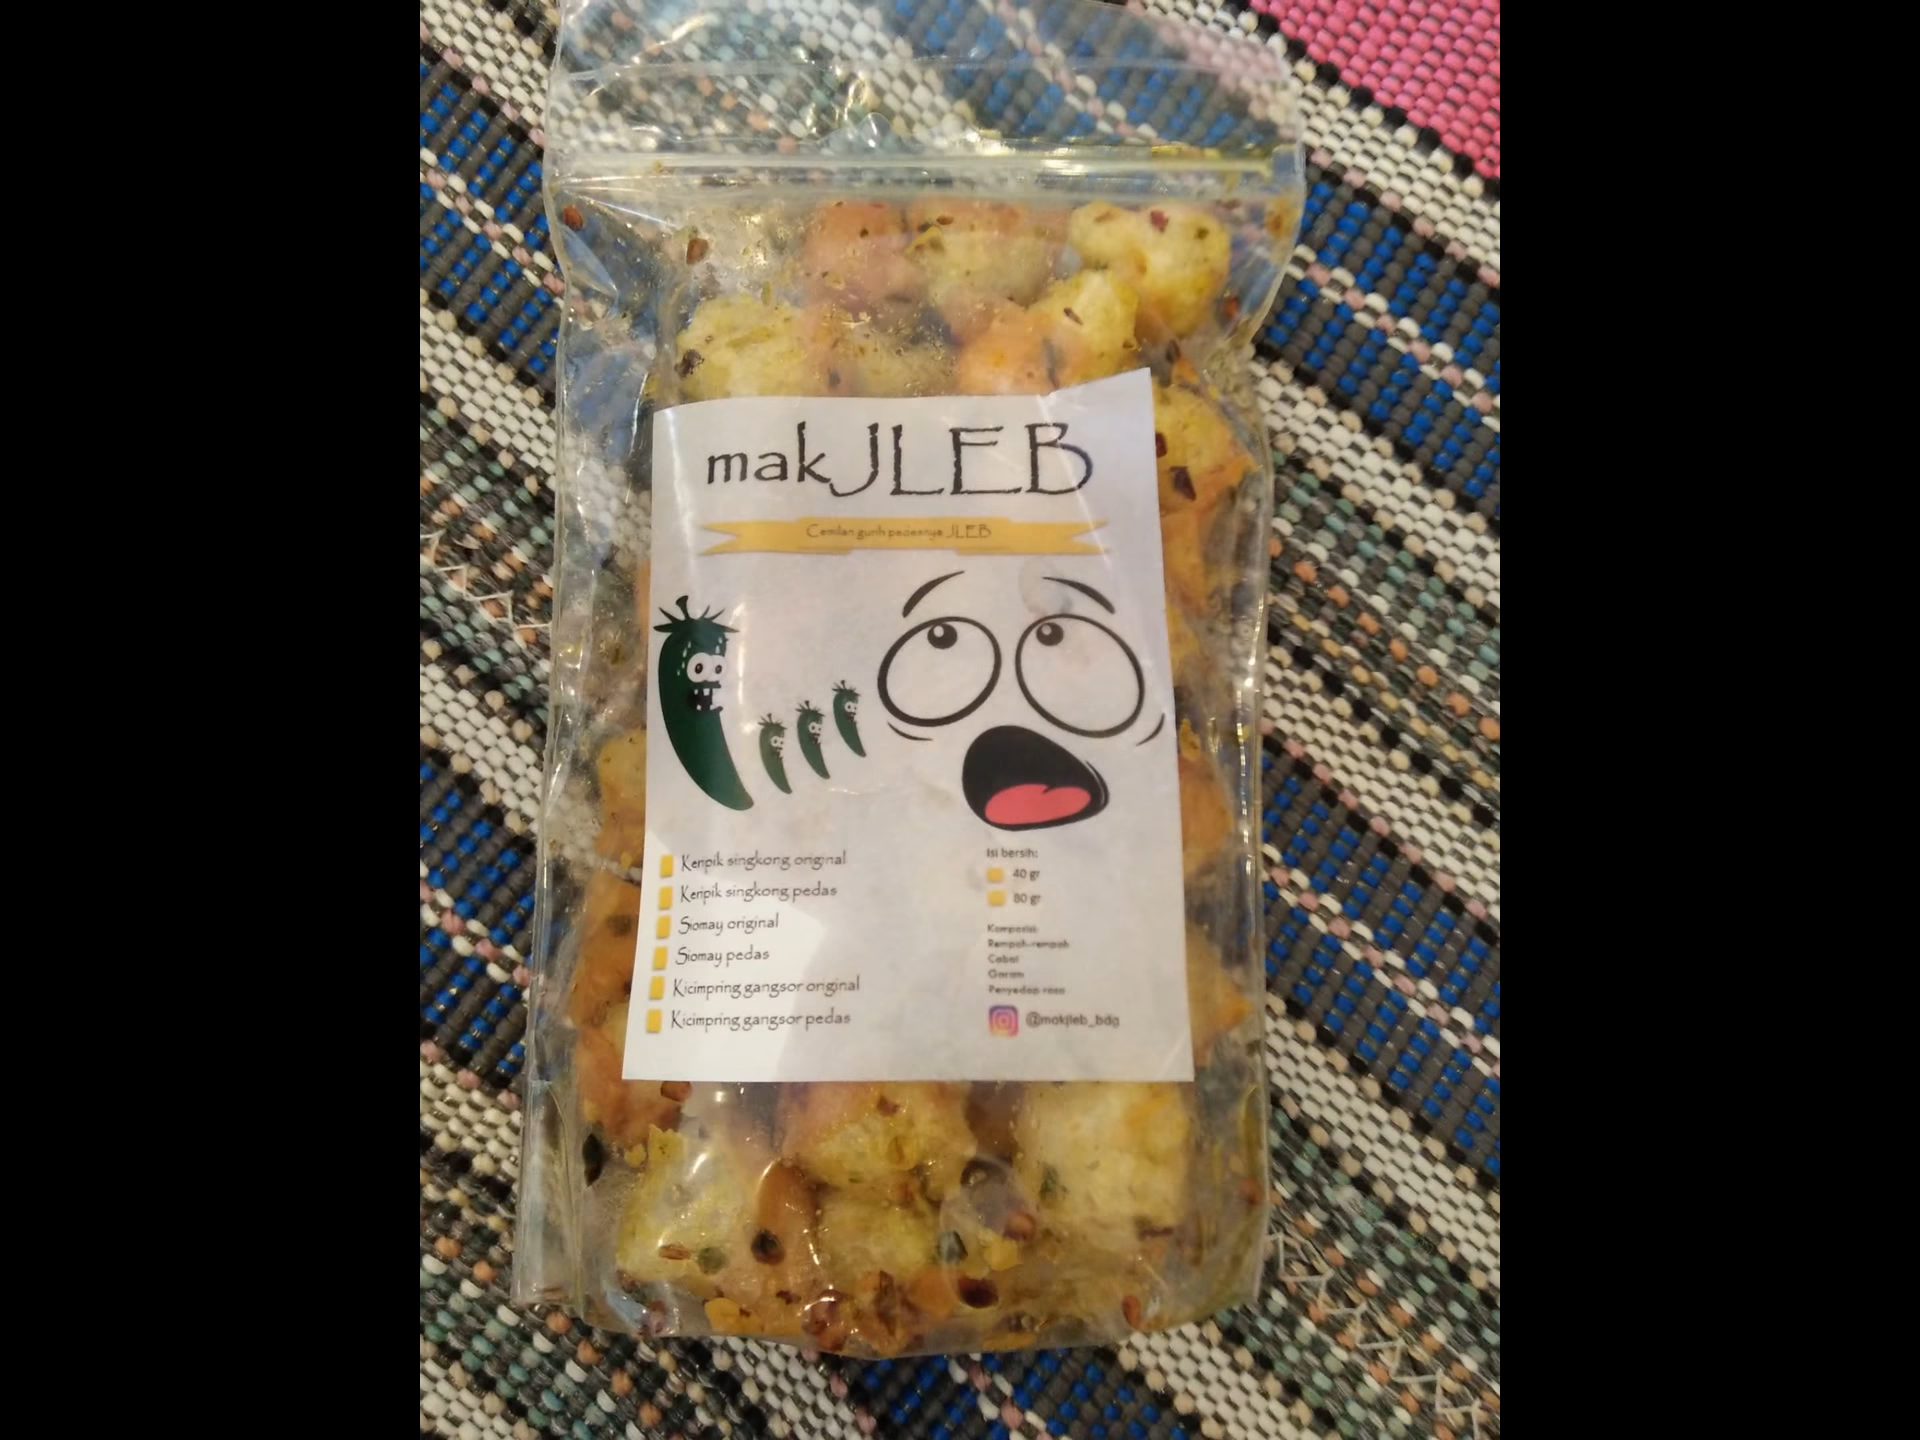 makJLEB
Cemilan gurih pedasnya JLEB
Keripik singkong original
Keripik singkong pedas
Siomay original
Siomay pedas
Kicimpring gangsor original
Kicimpring gangsor pedas
Isi bersih:
40 gr
80 gr
Komposisi:
Rempah-rempah
Cabai
Garam
Penyedap rasa
@makjleb_bdg